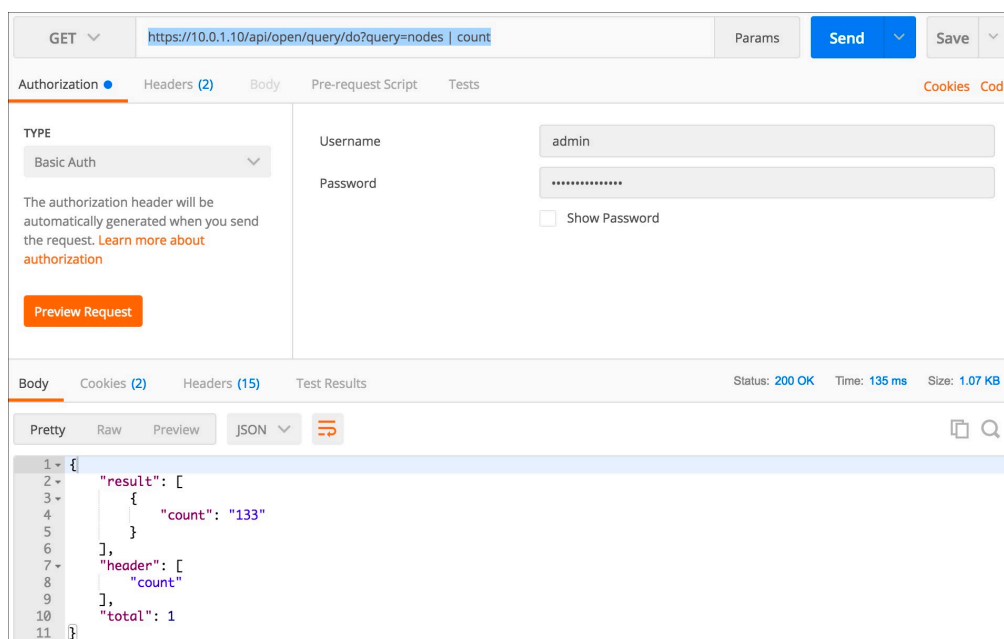 GET https://10.0.1.10/api/open/query/do?query=nodes | count Params Send Save
Authorization Headers (2) Body Pre-request Script Tests Cookies Cod
TYPE
Basic Auth
The authorization header will be
automatically generated when you send
the request. Learn more about
authorization
Preview Request
Username admin
Password •••••••••••••••
Show Password
Body Cookies (2) Headers (15) Test Results Status: 200 OK Time: 135 ms Size: 1.07 KB
Pretty Raw Preview JSON
1 {
2 "result": [
3 {
4 "count": "133"
5 }
6 ],
7 "header": [
8 "count"
9 ],
10 "total": 1
11 }